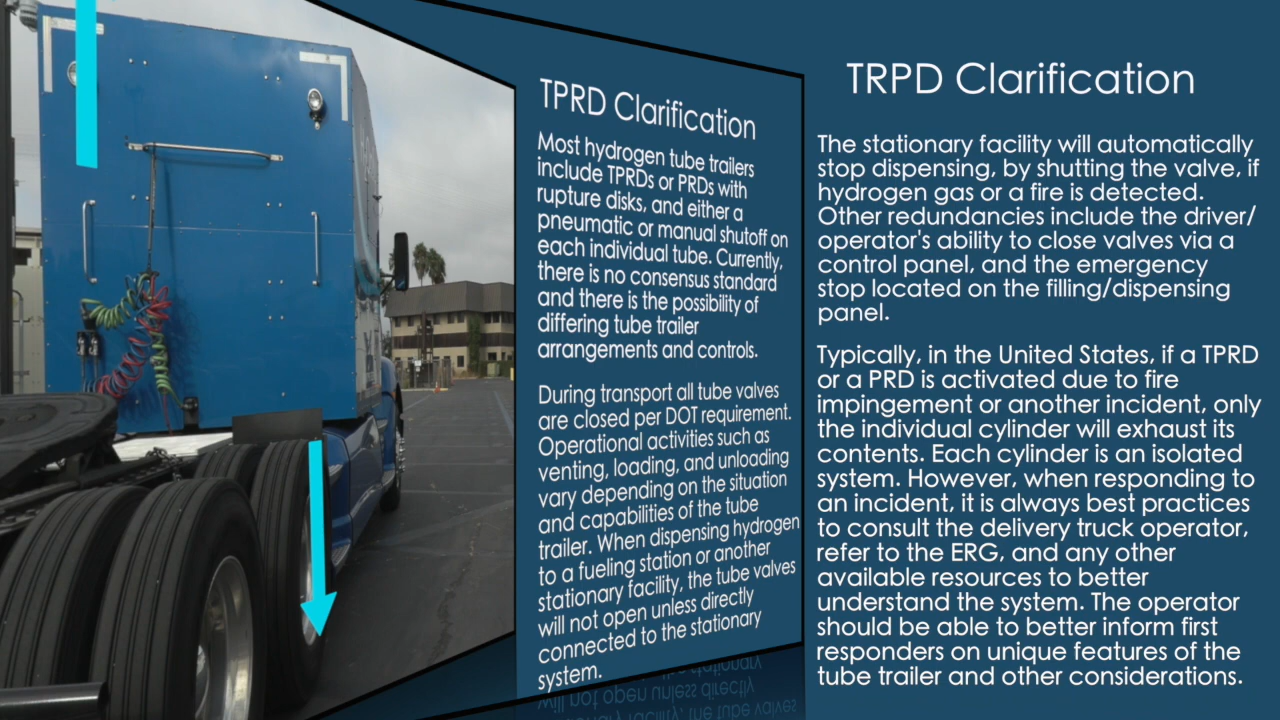 TPRD Clarification
Most hydrogen tube trailers
include TPRDs or PRDs with
rupture disks, and either a
pneumatic or manual shutoff on
each individual tube. Currently,
there is no consensus standard
and there is the possibility of
differing tube trailer
arrangements and controls.
During transport all tube valves
are closed per DOT requirement.
Operational activities such as
venting, loading, and unloading
vary depending on the situation
and capabilities of the tube
trailer. When dispensing hydrogen
to a fueling station or another
stationary facility, the tube valves
will not open unless directly
connected to the stationary
system.
TRPD Clarification
The stationary facility will automatically
stop dispensing, by shutting the valve, if
hydrogen gas or a fire is detected.
Other redundancies include the driver/
operator's ability to close valves via a
control panel, and the emergency
stop located on the filling/dispensing
panel.
Typically, in the United States, if a TPRD
or a PRD is activated due to fire
impingement or another incident, only
the individual cylinder will exhaust its
contents. Each cylinder is an isolated
system. However, when responding to
an incident, it is always best practices
to consult the delivery truck operator,
refer to the ERG, and any other
available resources to better
understand the system. The operator
should be able to better inform first
responders on unique features of the
tube trailer and other considerations.